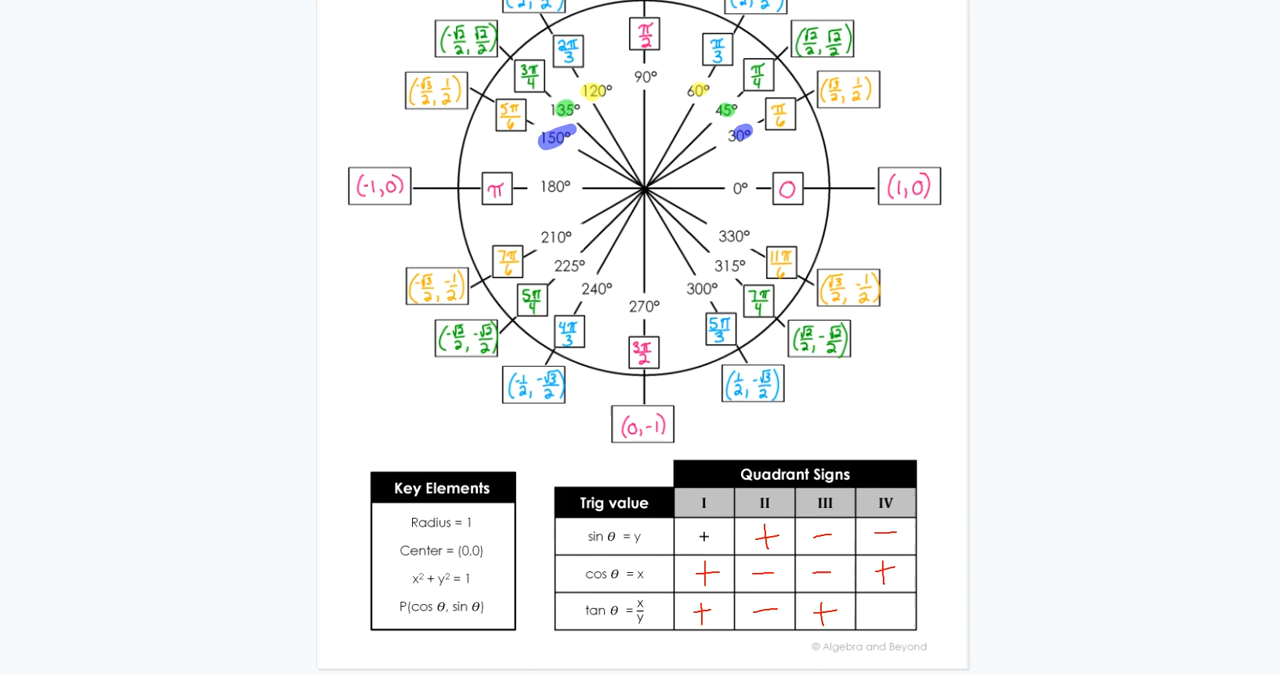 (√2/2, √2/2)
(-√2/2, √2/2)
π/2
2π/3
π/3
3π/4
π/4
90°
120°
60°
(-√3/2, 1/2)
(√3/2, 1/2)
5π/6
135°
45°
π/6
150°
30°
(-1,0)
π
180°
0°
0
(1,0)
210°
330°
7π/6
225°
315°
11π/6
(-√3/2, -1/2)
(√3/2, -1/2)
5π/4
240°
300°
7π/4
270°
4π/3
5π/3
(-√2/2, -√2/2)
(√2/2, -√2/2)
3π/2
(-1/2, -√3/2)
(1/2, -√3/2)
(0,-1)
Key Elements
Radius = 1
Center = (0,0)
x² + y² = 1
P(cos θ, sin θ)
Quadrant Signs
Trig value I II III IV
sin θ = y + + − −
cos θ = x + − − +
tan θ = x/y + − +
© Algebra and Beyond